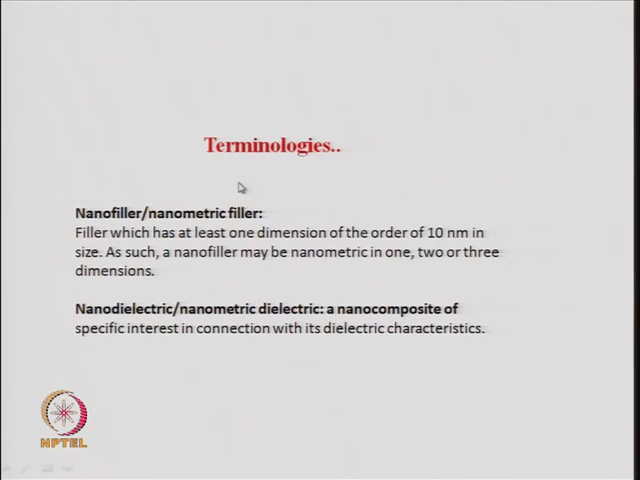 Terminologies..
Nanofiller/nanometric filler:
Filler which has at least one dimension of the order of 10 nm in
size. As such, a nanofiller may be nanometric in one, two or three
dimensions.
Nanodielectric/nanometric dielectric: a nanocomposite of
specific interest in connection with its dielectric characteristics.
NPTEL